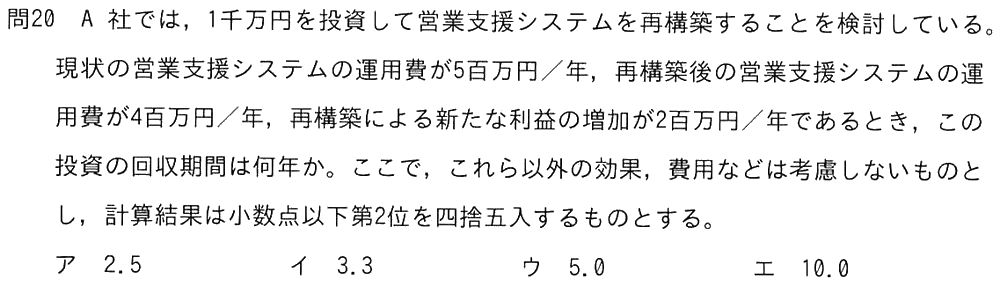 問20 A 社では，1千万円を投資して営業支援システムを再構築することを検討している。
現状の営業支援システムの運用費が5百万円／年，再構築後の営業支援システムの運
用費が4百万円／年，再構築による新たな利益の増加が2百万円／年であるとき，この
投資の回収期間は何年か。ここで，これら以外の効果，費用などは考慮しないものと
し，計算結果は小数点以下第2位を四捨五入するものとする。
ア 2.5 イ 3.3 ウ 5.0 エ 10.0